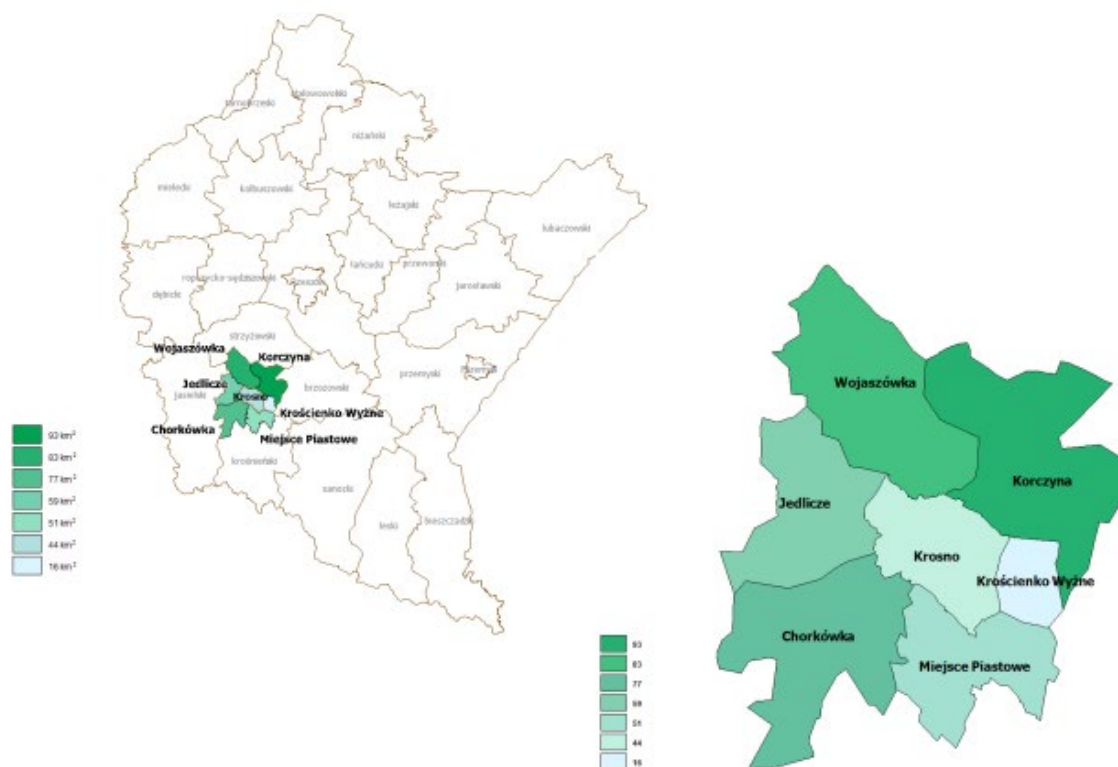 stalowowolski
tarnobrzeski
niżański
mielecki
kolbuszowski
leżajski
lubaczowski
łańcucki
przeworski
ropczycko-sędziszowski
Rzeszów
jarosławski
dębicki
strzyżowski
Wojaszówka
Korczyna
przemyski
Przemyśl
Jedlicze
brzozowski
jasielski
Krosno
Krościenko Wyżne
Chorkówka
Miejsce Piastowe
krośnieński
sanocki
leski
bieszczadzki
93 km²
83 km²
77 km²
59 km²
51 km²
44 km²
16 km²
Wojaszówka
Korczyna
Jedlicze
Krosno
Krościenko Wyżne
Chorkówka
Miejsce Piastowe
93
83
77
59
51
44
16